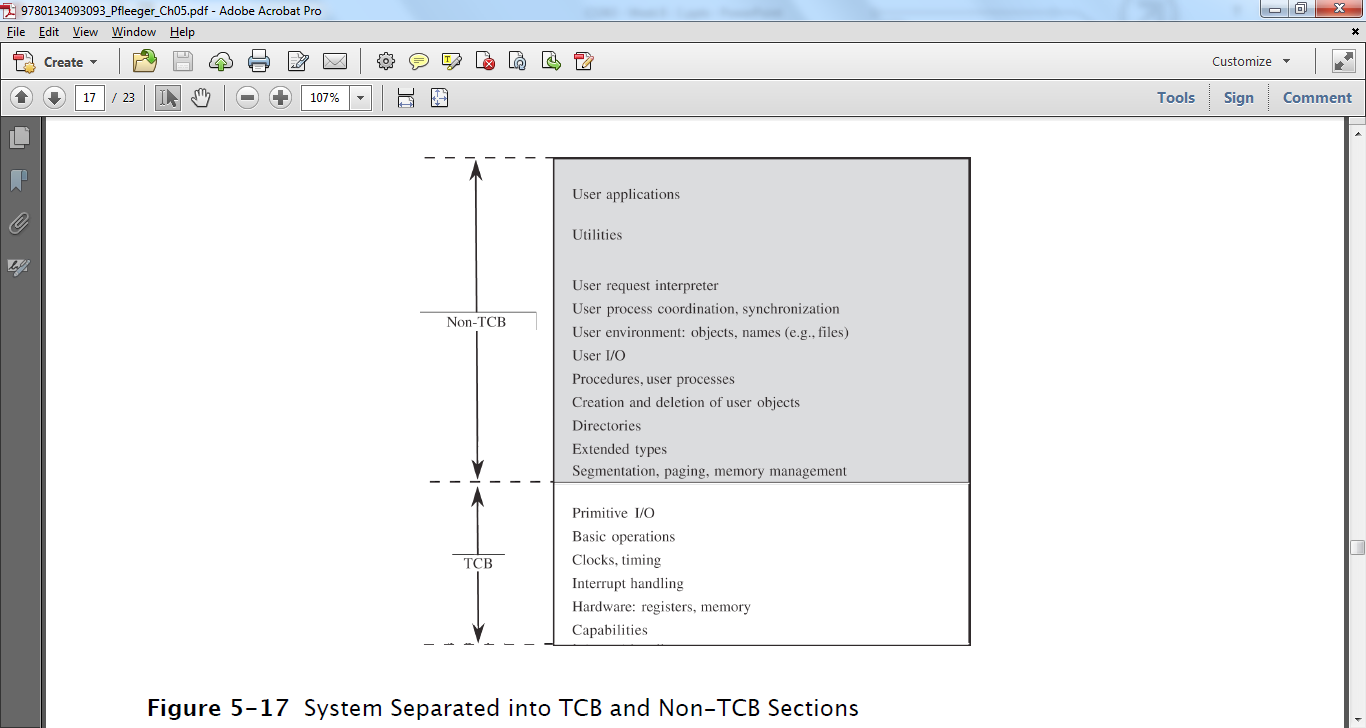 9780134093093_Pfleeger_Ch05.pdf - Adobe Acrobat Pro
File Edit View Window Help
Create Customize
17 / 23 107% Tools Sign Comment
User applications
Utilities
User request interpreter
User process coordination, synchronization
Non-TCB
User environment: objects, names (e.g., files)
User I/O
Procedures, user processes
Creation and deletion of user objects
Directories
Extended types
Segmentation, paging, memory management
Primitive I/O
Basic operations
Clocks, timing
TCB
Interrupt handling
Hardware: registers, memory
Capabilities
Figure 5-17 System Separated into TCB and Non-TCB Sections